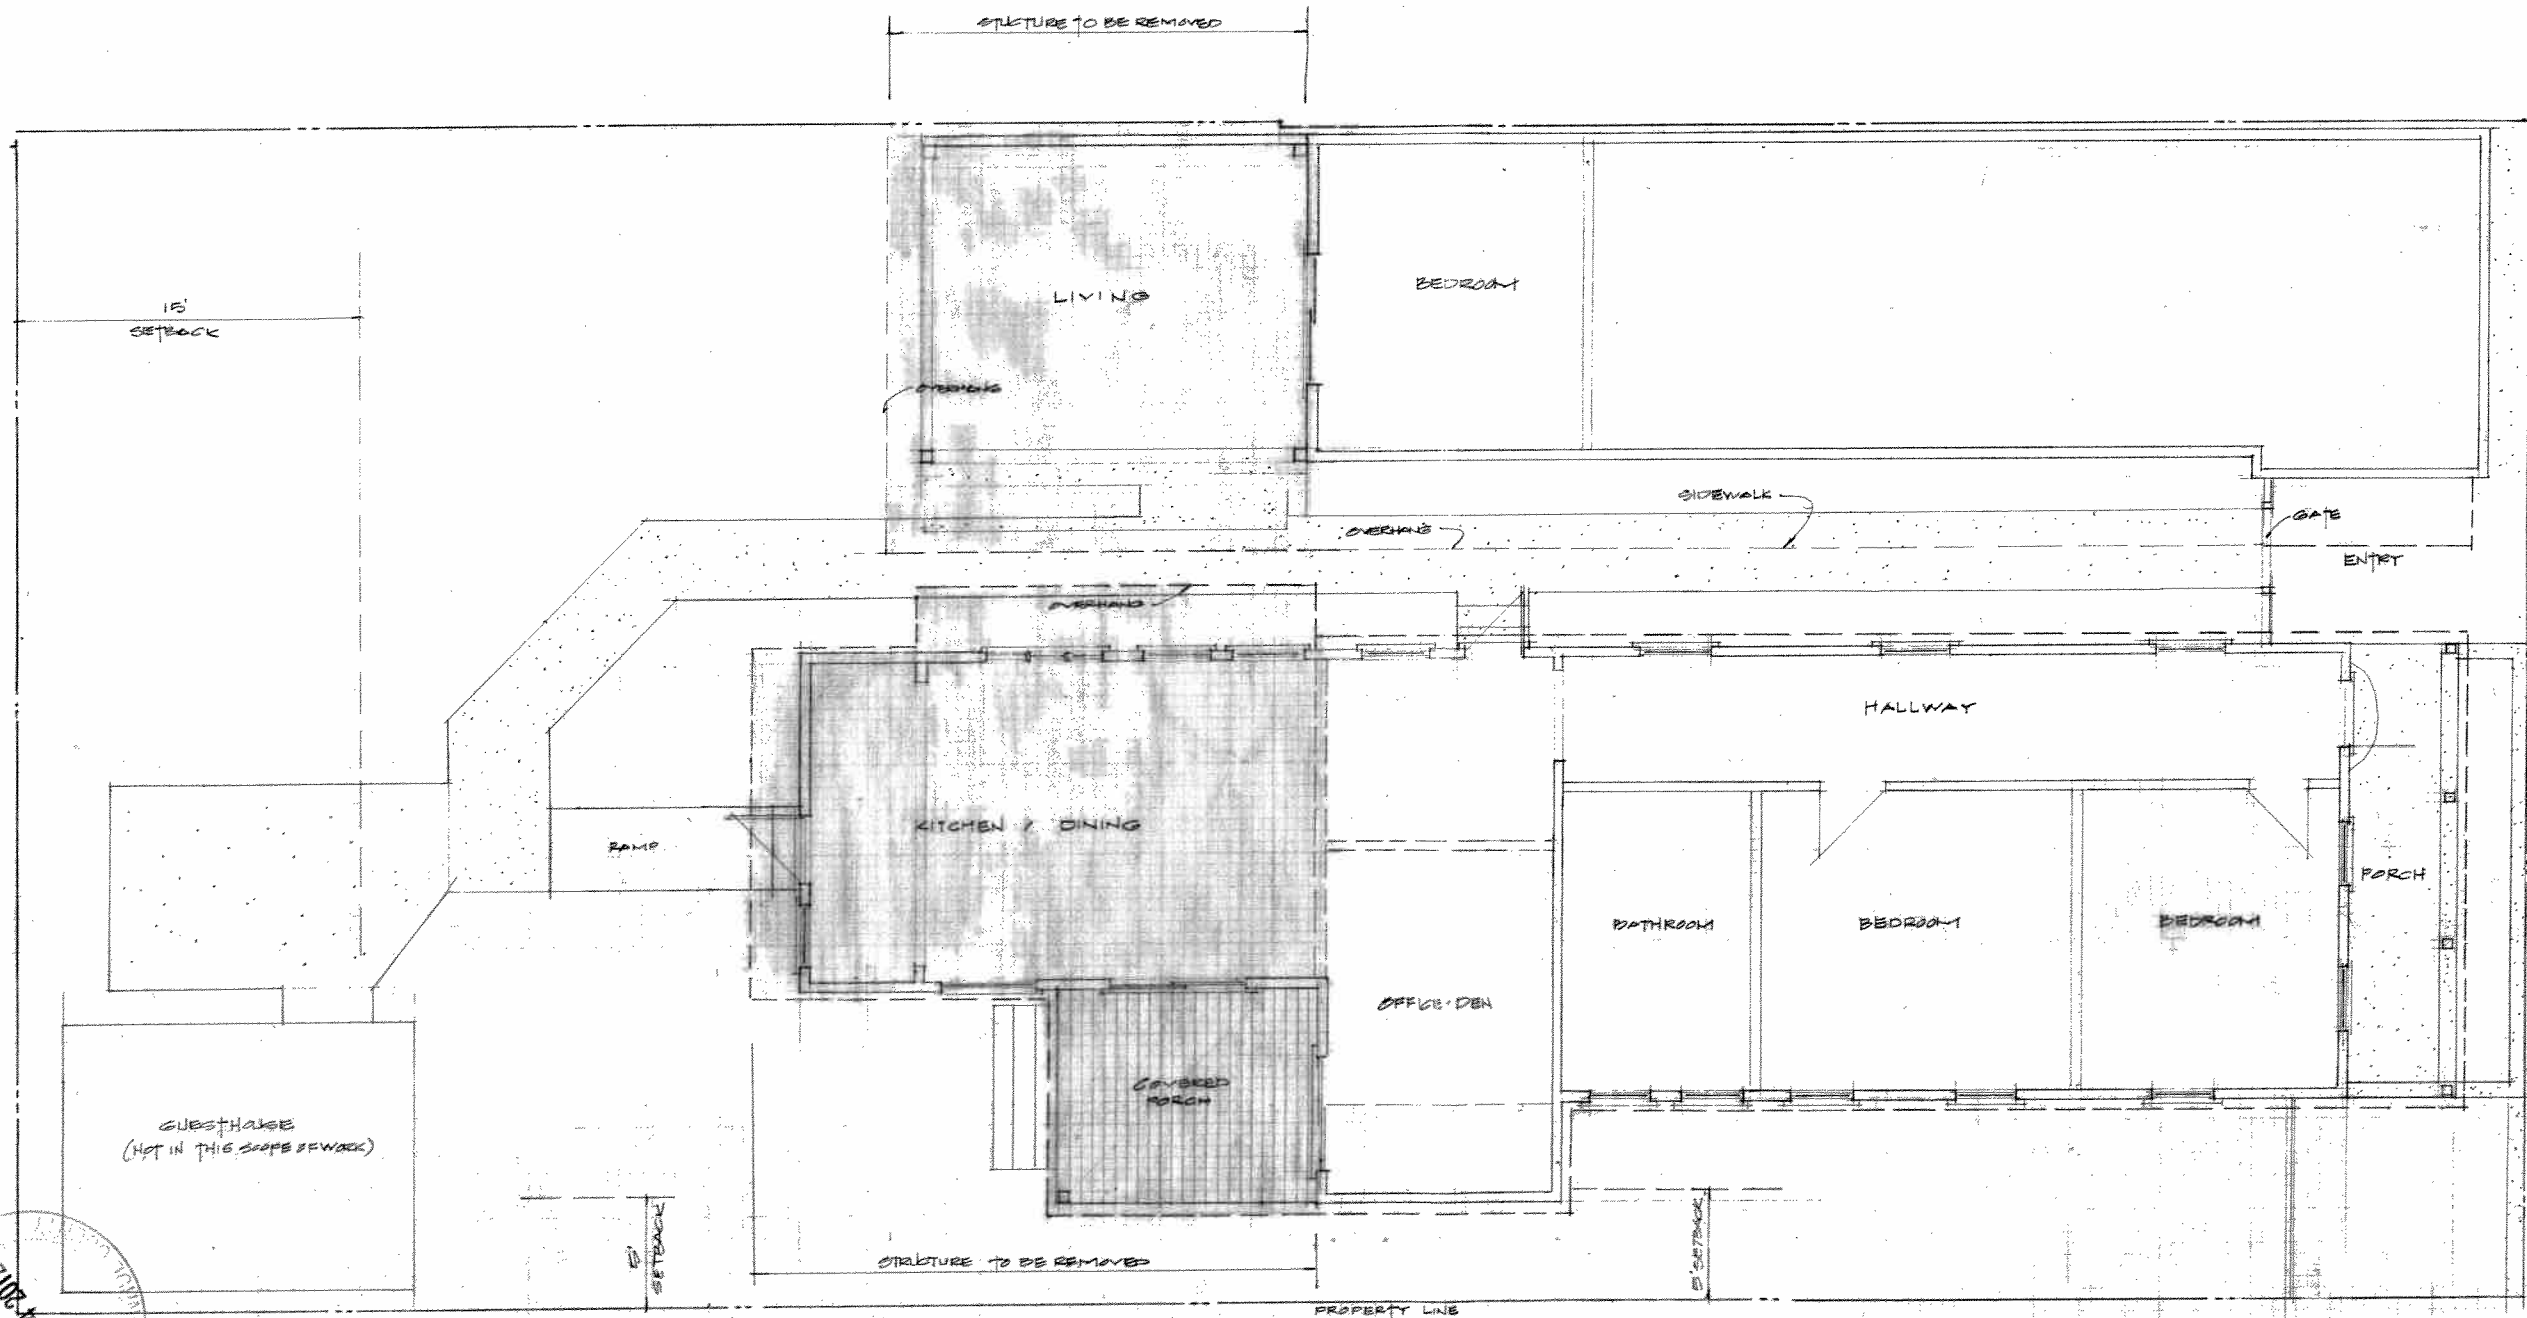 STUCTURE TO BE REMOVED
LIVING
BEDROOM
15'
SETBACK
OVERHANG
SIDEWALK
OVERHANG
GATE
ENTRY
OVERHANG
HALLWAY
KITCHEN / DINING
RAMP
PORCH
BATHROOM
BEDROOM
BEDROOM
OFFICE·DEN
COVERED
PORCH
GUESTHOUSE
(NOT IN THIS SCOPE OF WORK)
5'
SETBACK
5' SETBACK
STRUCTURE TO BE REMOVED
PROPERTY LINE